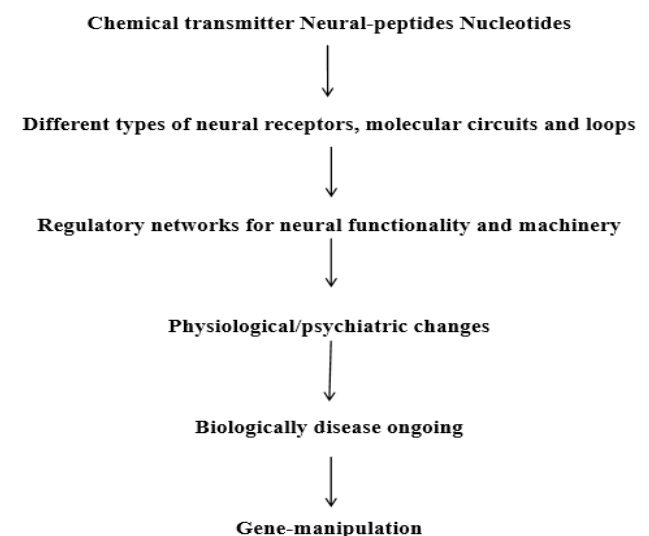 Chemical transmitter Neural-peptides Nucleotides
Different types of neural receptors, molecular circuits and loops
Regulatory networks for neural functionality and machinery
Physiological/psychiatric changes
Biologically disease ongoing
Gene-manipulation